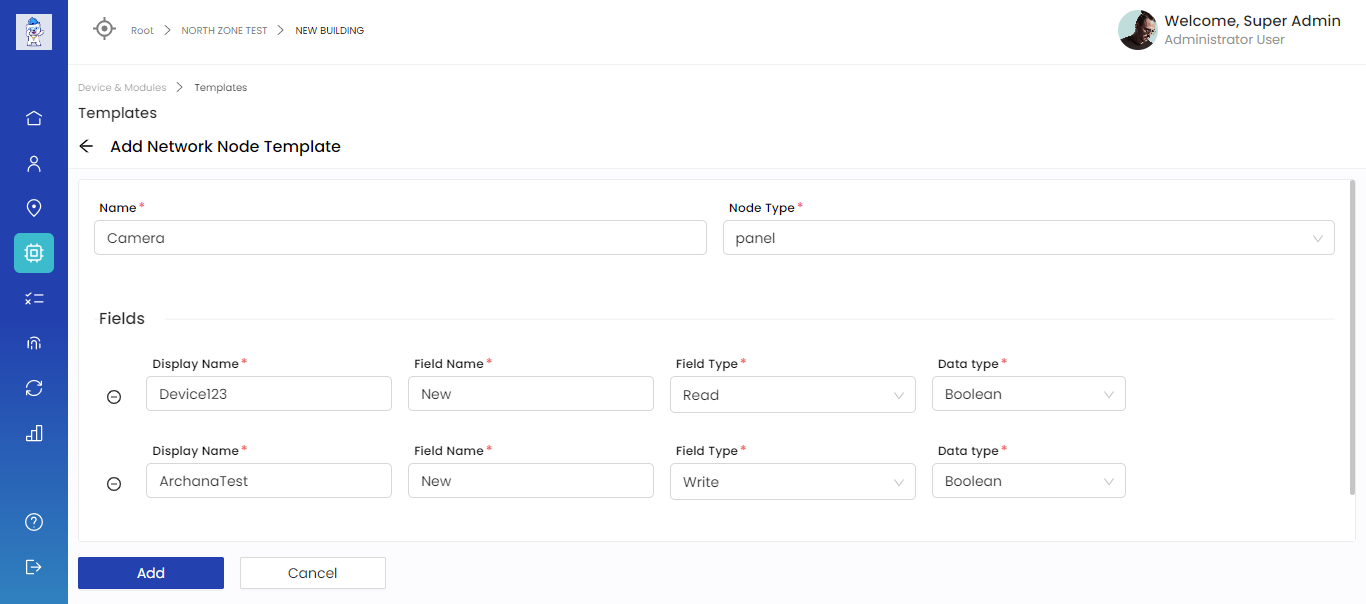 Root > NORTH ZONE TEST > NEW BUILDING
Welcome, Super Admin
Administrator User
Device & Modules > Templates
Templates
Add Network Node Template
Name* Node Type*
Camera panel
Fields
Display Name* Field Name* Field Type* Data type*
Device123 New Read Boolean
Display Name* Field Name* Field Type* Data type*
ArchanaTest New Write Boolean
Add Cancel